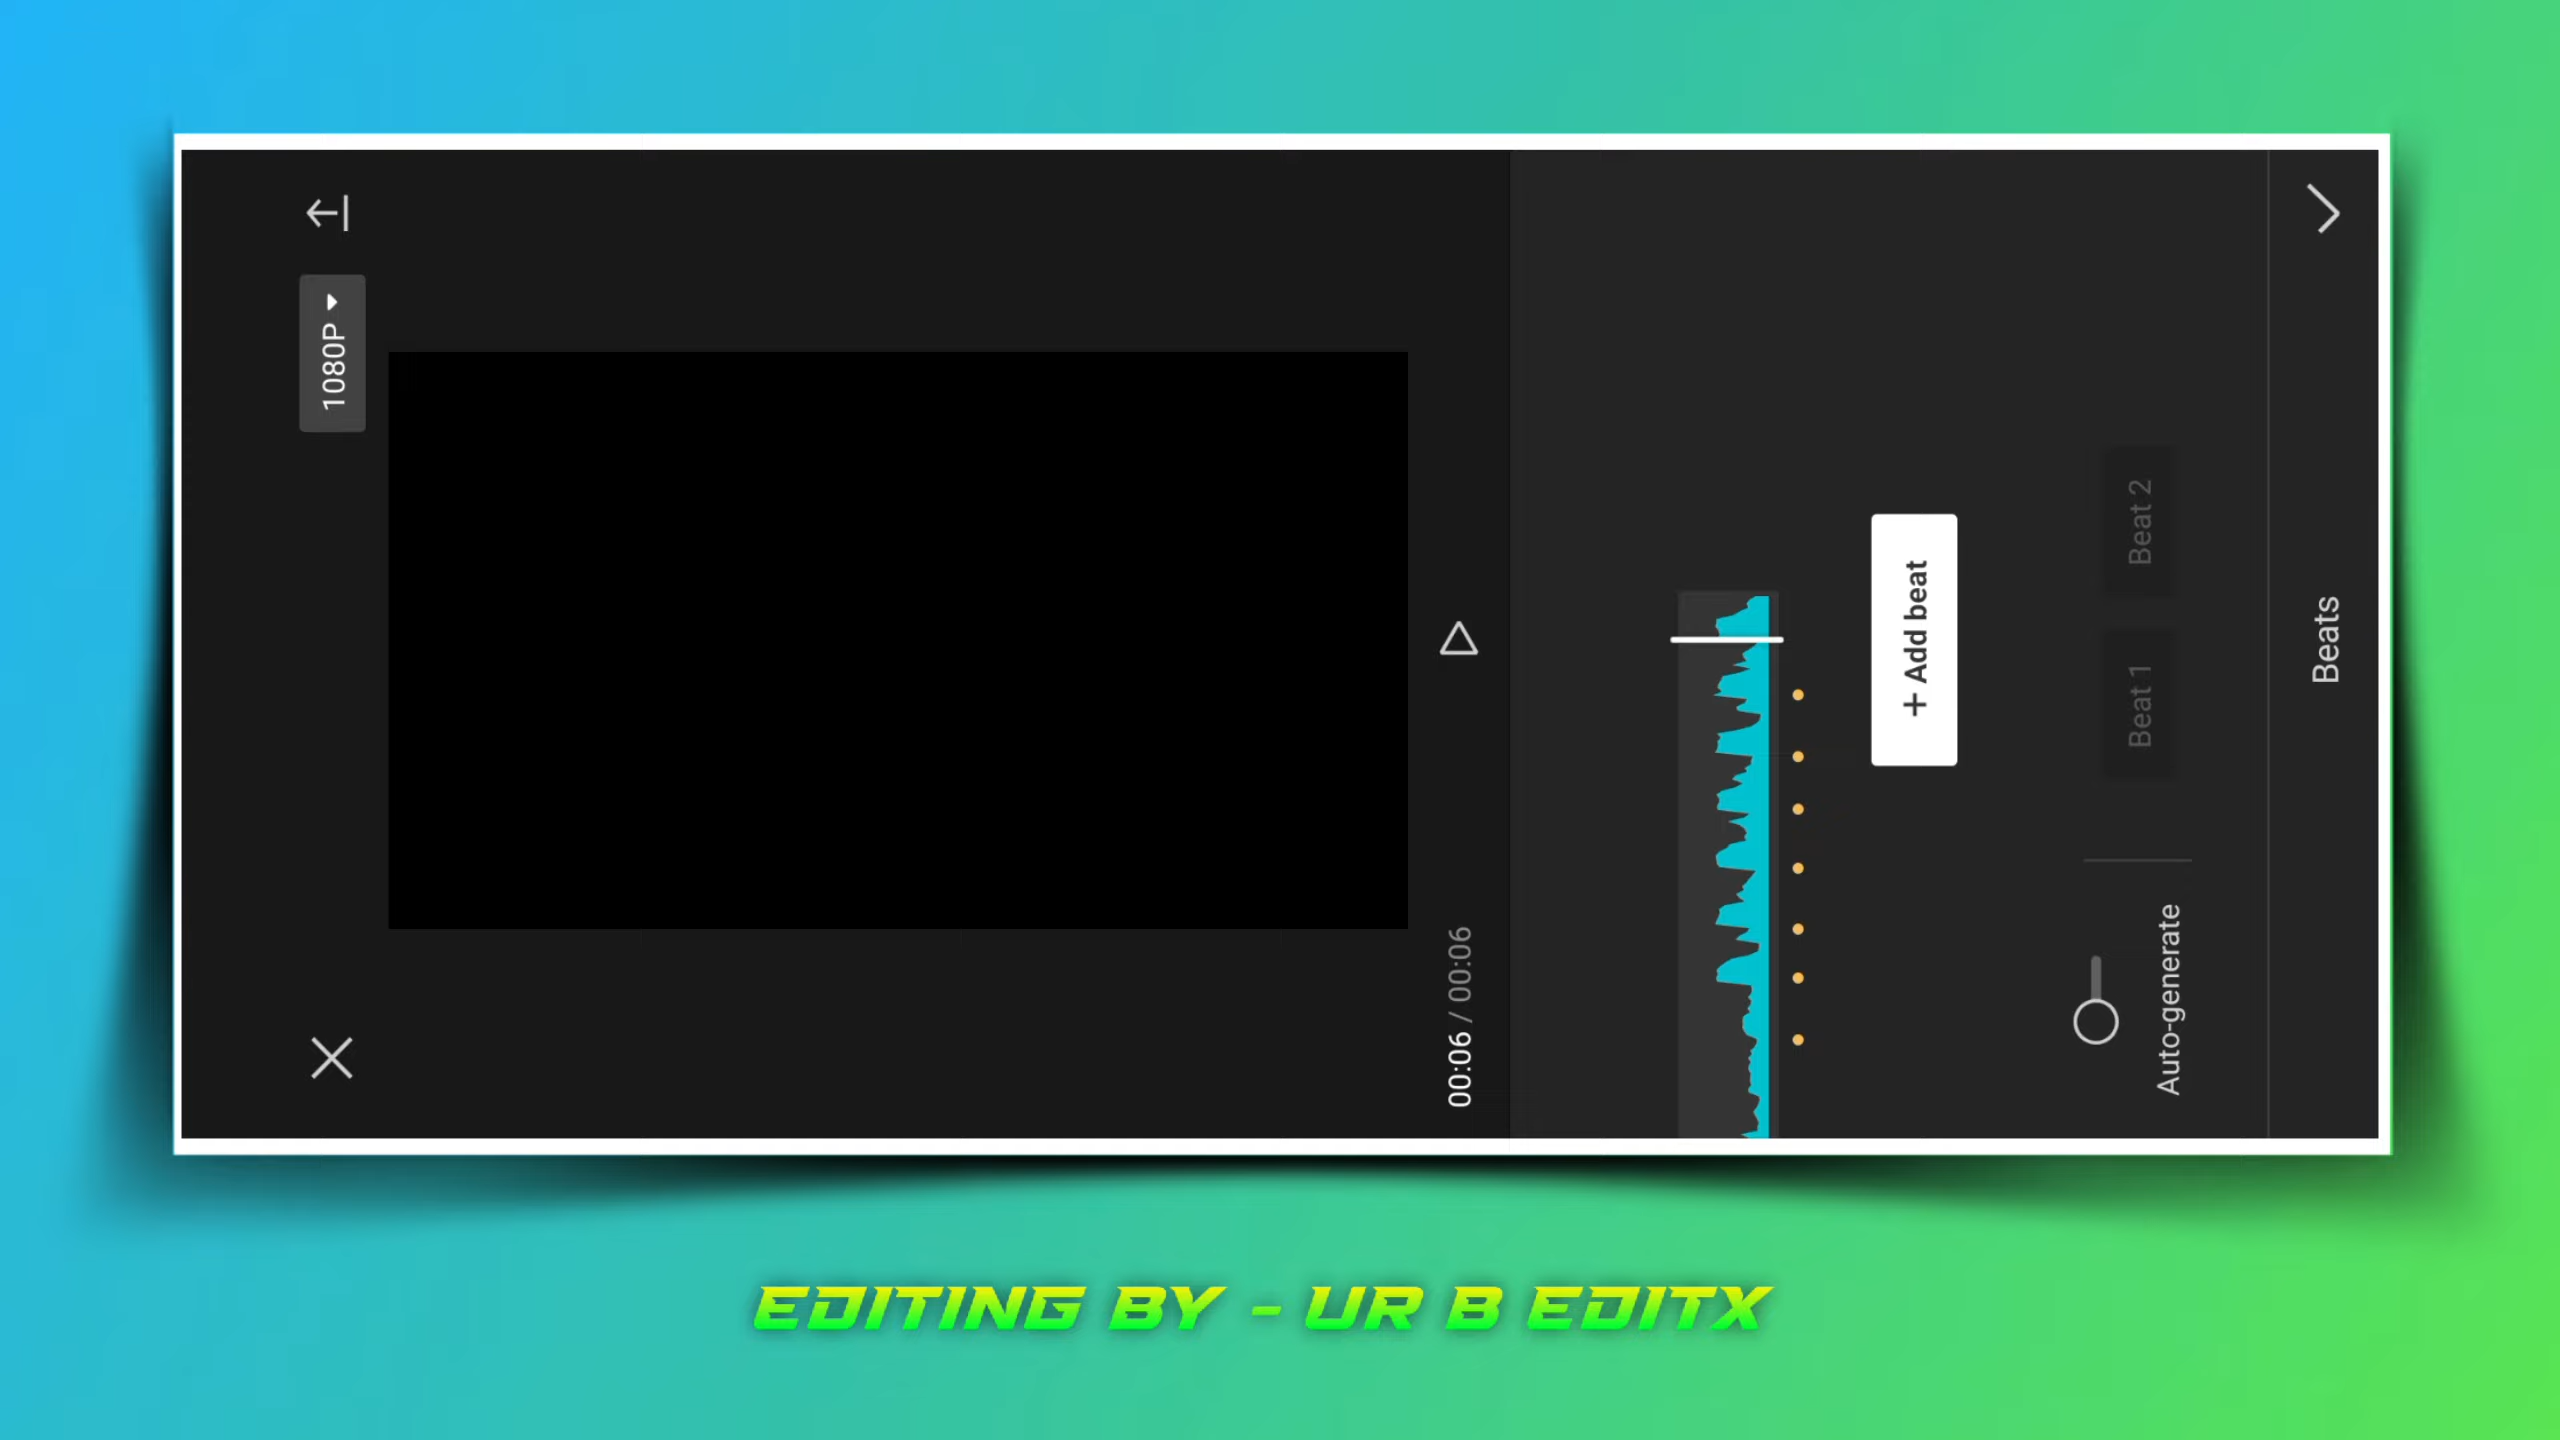 1080P
00:06 / 00:06
+ Add beat
Auto-generate
Beat 1
Beat 2
Beats
EDITING BY - UR B EDITX